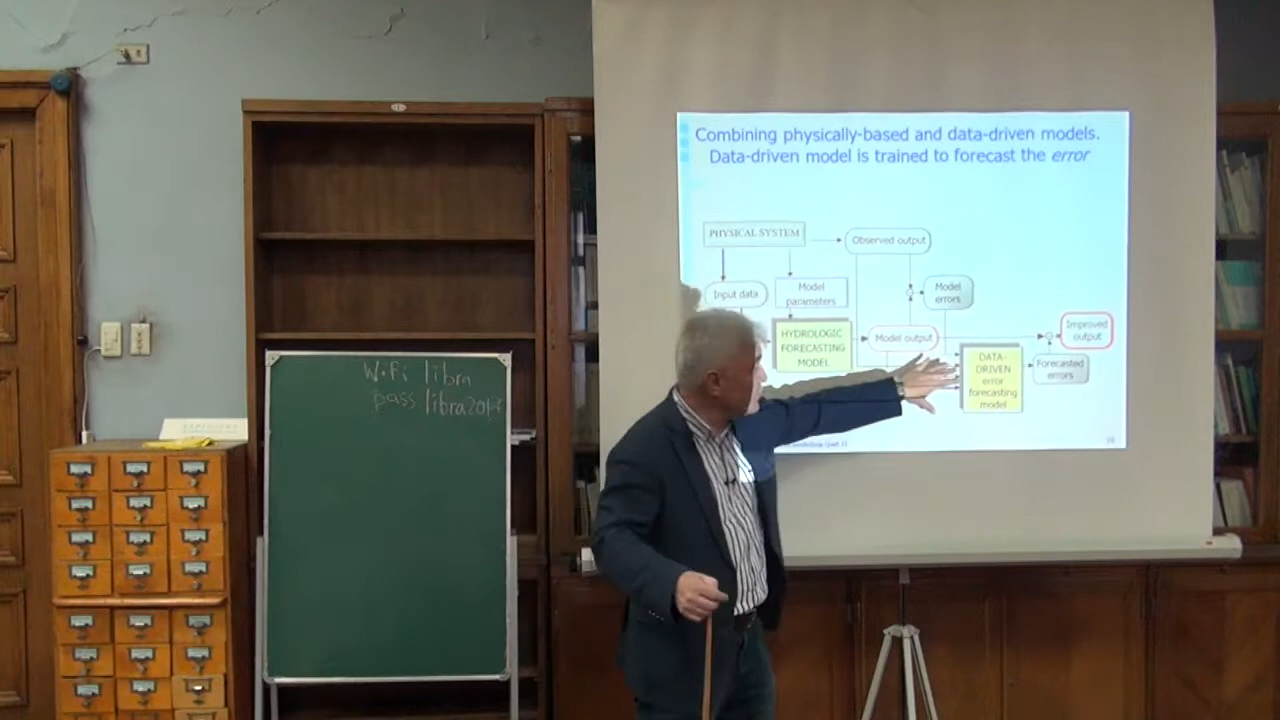 WiFi libra
pass libra2017
Combining physically-based and data-driven models.
Data-driven model is trained to forecast the error
PHYSICAL SYSTEM
Observed output
Input data
Model
parameters
Model
errors
HYDROLOGIC
FORECASTING
MODEL
Model output
Improved
output
DATA-
DRIVEN
error
forecasting
model
Forecasted
errors